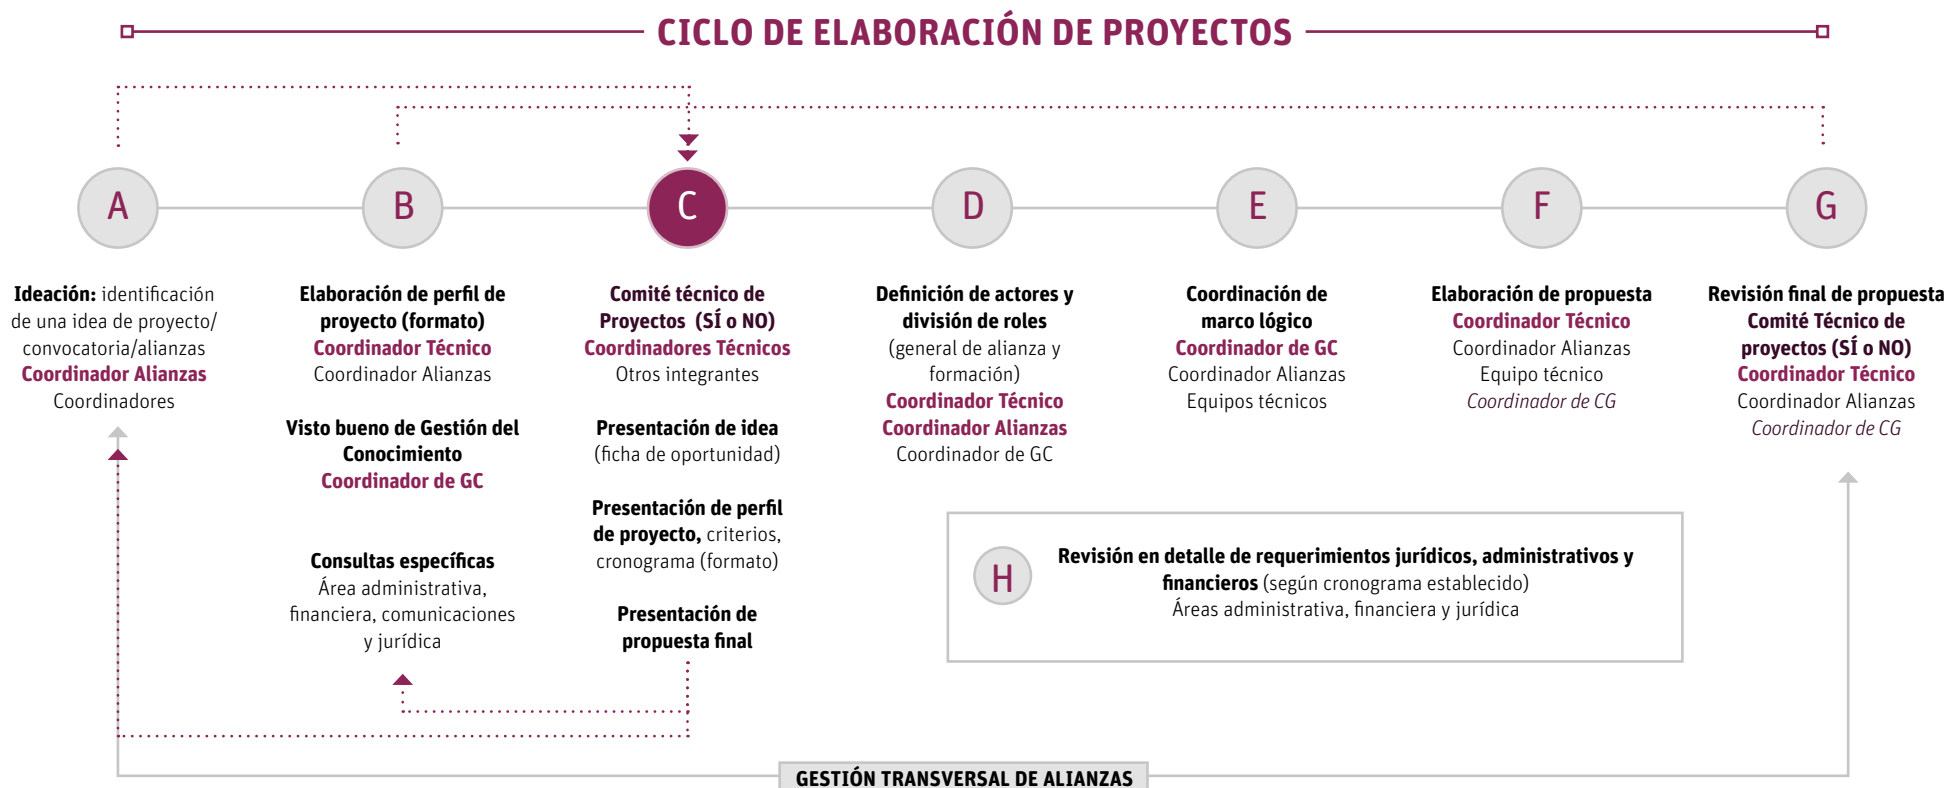 CICLO DE ELABORACIÓN DE PROYECTOS
A
B
C
D
E
F
G
Ideación: identificación
de una idea de proyecto/
convocatoria/alianzas
Coordinador Alianzas
Coordinadores
Elaboración de perfil de
proyecto (formato)
Coordinador Técnico
Coordinador Alianzas
Visto bueno de Gestión del
Conocimiento
Coordinador de GC
Consultas específicas
Área administrativa,
financiera, comunicaciones
y jurídica
Comité técnico de
Proyectos (SÍ o NO)
Coordinadores Técnicos
Otros integrantes
Presentación de idea
(ficha de oportunidad)
Presentación de perfil
de proyecto, criterios,
cronograma (formato)
Presentación de
propuesta final
Definición de actores y
división de roles
(general de alianza y
formación)
Coordinador Técnico
Coordinador Alianzas
Coordinador de GC
Coordinación de
marco lógico
Coordinador de GC
Coordinador Alianzas
Equipos técnicos
Elaboración de propuesta
Coordinador Técnico
Coordinador Alianzas
Equipo técnico
Coordinador de CG
Revisión final de propuesta
Comité Técnico de
proyectos (SÍ o NO)
Coordinador Técnico
Coordinador Alianzas
Coordinador de CG
H
Revisión en detalle de requerimientos jurídicos, administrativos y
financieros (según cronograma establecido)
Áreas administrativa, financiera y jurídica
GESTIÓN TRANSVERSAL DE ALIANZAS